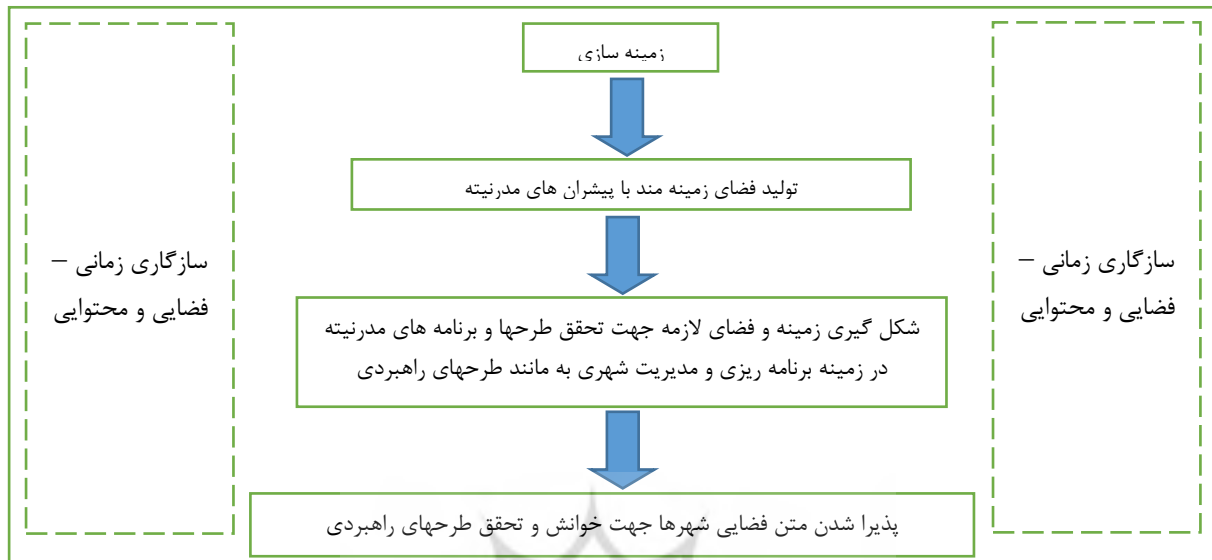 زمینه سازی
تولید فضای زمینه مند با پیشران های مدرنیته
سازگاری زمانی –
فضایی و محتوایی
شکل گیری زمینه و فضای لازمه جهت تحقق طرحها و برنامه های مدرنیته
در زمینه برنامه ریزی و مدیریت شهری به مانند طرحهای راهبردی
سازگاری زمانی –
فضایی و محتوایی
پذیرا شدن متن فضایی شهرها جهت خوانش و تحقق طرحهای راهبردی